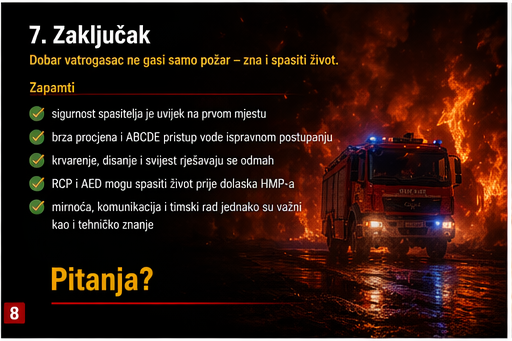 7. Zaključak
Dobar vatrogasac ne gasi samo požar – zna i spasiti život.
Zapamti
sigurnost spasitelja je uvijek na prvom mjestu
brza procjena i ABCDE pristup vode ispravnom postupanju
krvarenje, disanje i svijest rješavaju se odmah
RCP i AED mogu spasiti život prije dolaska HMP-a
mirnoća, komunikacija i timski rad jednako su važni
kao i tehničko znanje
Pitanja?
8